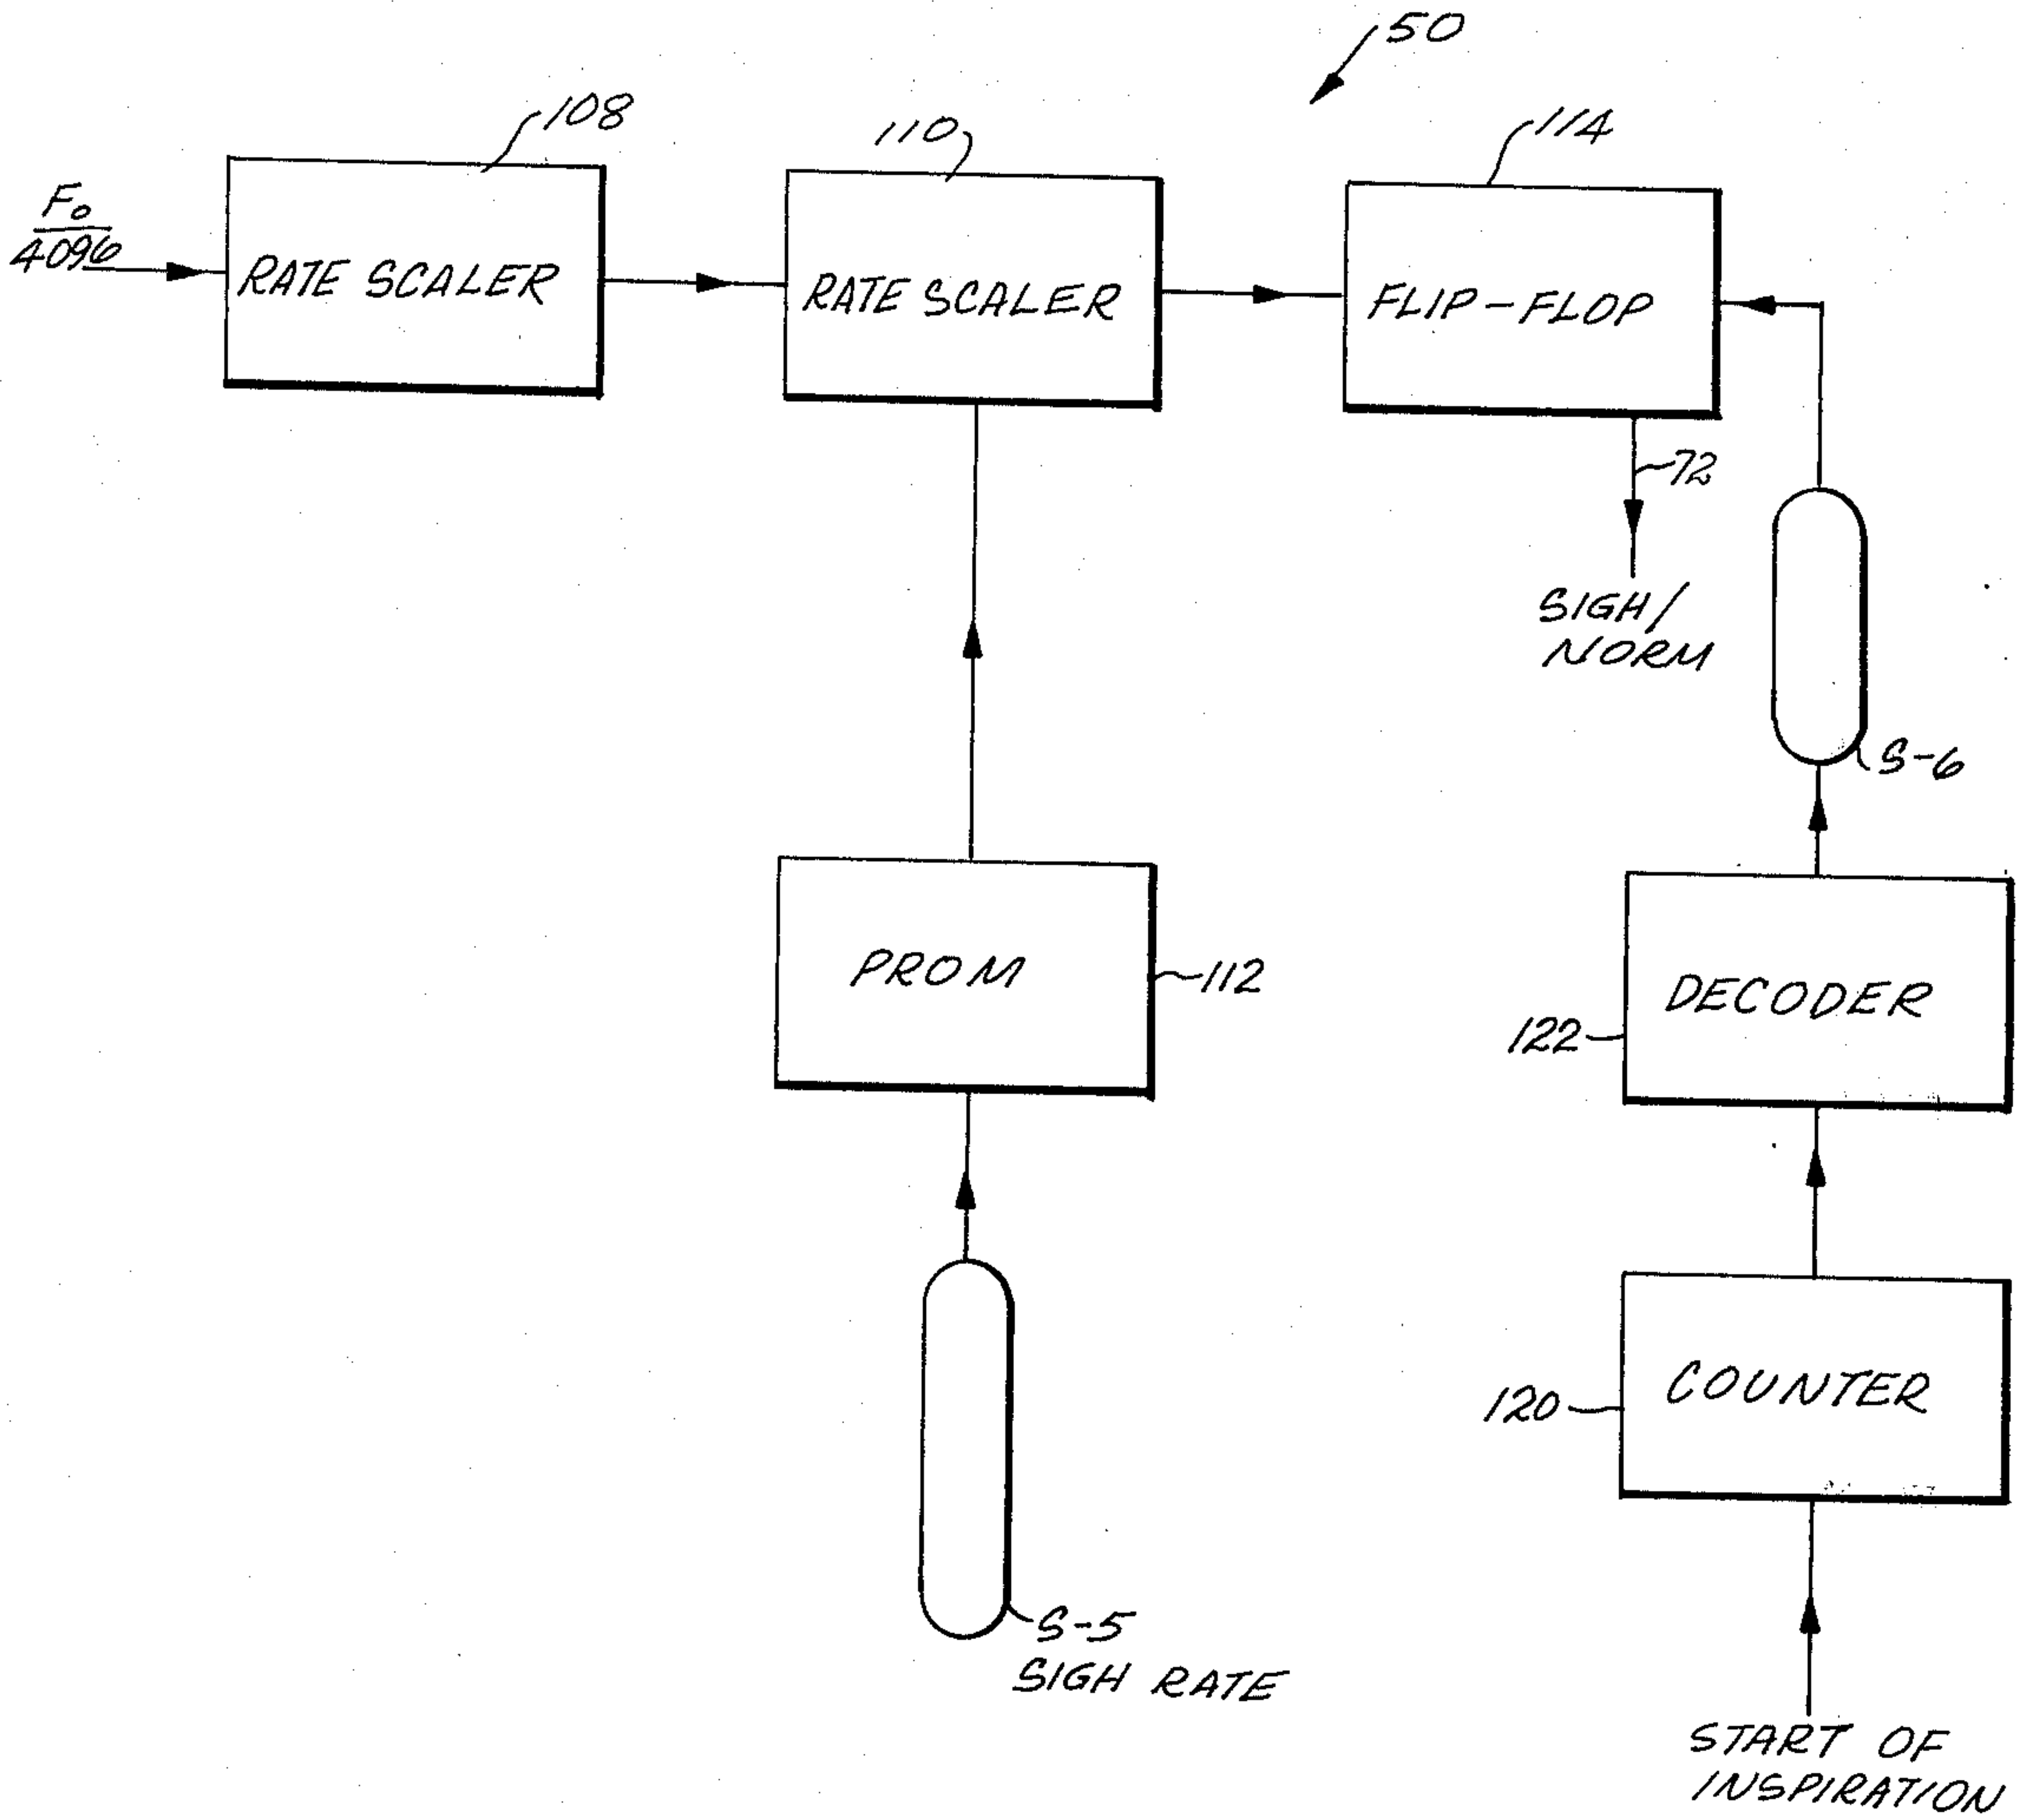 50
108
110
114
F₀
4096
RATE SCALER
RATE SCALER
FLIP-FLOP
72
SIGH/
NORM
S-6
PROM
112
DECODER
122
COUNTER
120
S-5
SIGH RATE
START OF
INSPIRATION